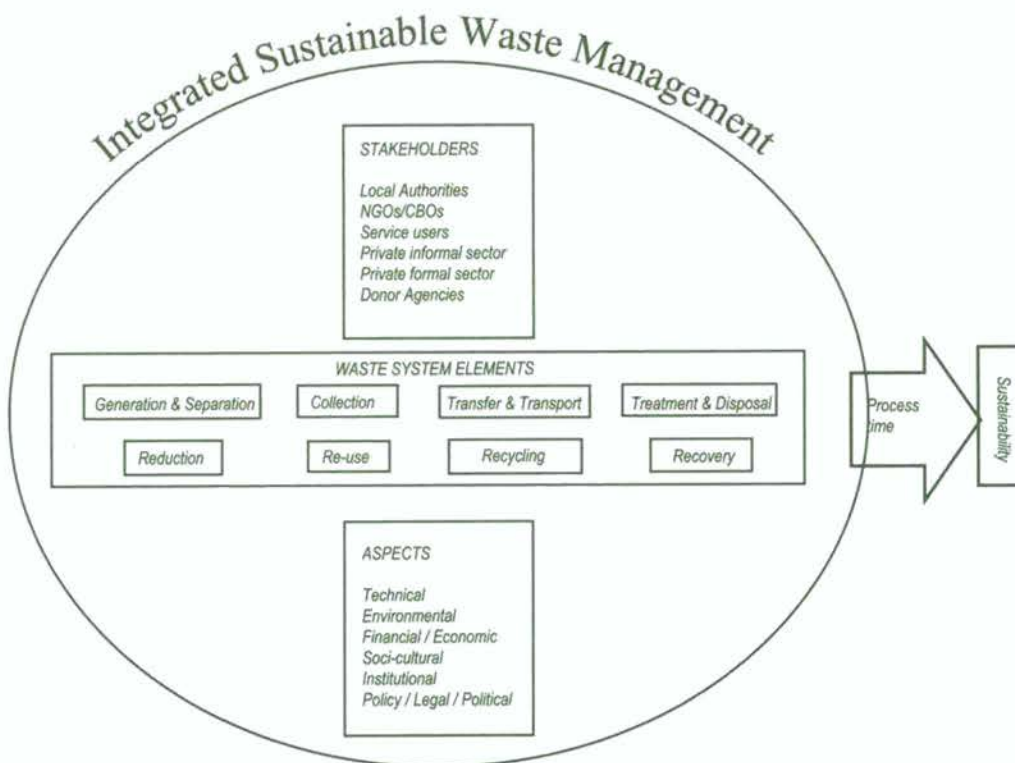 Integrated Sustainable Waste Management
STAKEHOLDERS
Local Authorities
NGOs/CBOs
Service users
Private informal sector
Private formal sector
Donor Agencies
WASTE SYSTEM ELEMENTS
Generation & Separation
Collection
Transfer & Transport
Treatment & Disposal
Reduction
Re-use
Recycling
Recovery
Process
time
Sustainability
ASPECTS
Technical
Environmental
Financial / Economic
Soci-cultural
Institutional
Policy / Legal / Political